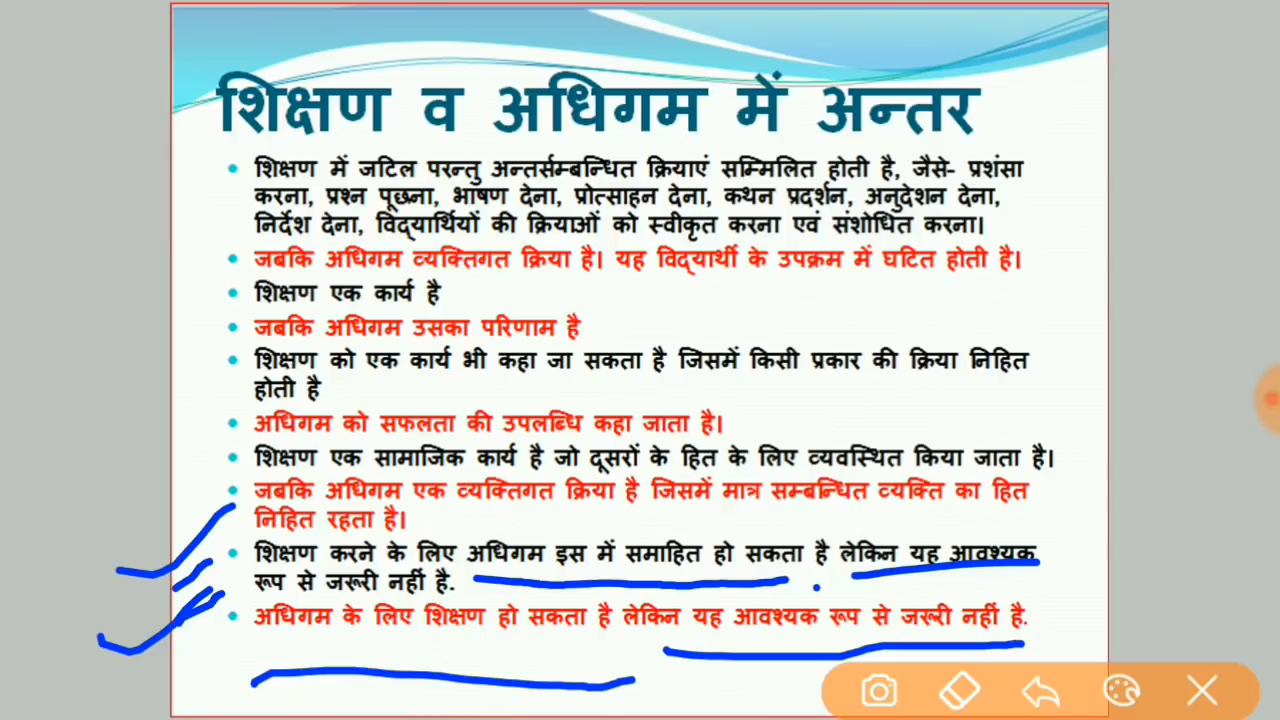 शिक्षण व अधिगम में अन्तर
शिक्षण में जटिल परन्तु अन्तर्सम्बन्धित क्रियाएं सम्मिलित होती है, जैसे- प्रशंसा
करना, प्रश्न पूछना, भाषण देना, प्रोत्साहन देना, कथन प्रदर्शन, अनुदेशन देना,
निर्देश देना, विद्यार्थियों की क्रियाओं को स्वीकृत करना एवं संशोधित करना।
जबकि अधिगम व्यक्तिगत क्रिया है। यह विद्यार्थी के उपक्रम में घटित होती है।
शिक्षण एक कार्य है
जबकि अधिगम उसका परिणाम है
शिक्षण को एक कार्य भी कहा जा सकता है जिसमें किसी प्रकार की क्रिया निहित
होती है
अधिगम को सफलता की उपलब्धि कहा जाता है।
शिक्षण एक सामाजिक कार्य है जो दूसरों के हित के लिए व्यवस्थित किया जाता है।
जबकि अधिगम एक व्यक्तिगत क्रिया है जिसमें मात्र सम्बन्धित व्यक्ति का हित
निहित रहता है।
शिक्षण करने के लिए अधिगम इस में समाहित हो सकता है लेकिन यह आवश्यक
रूप से जरूरी नहीं है.
अधिगम के लिए शिक्षण हो सकता है लेकिन यह आवश्यक रूप से जरूरी नहीं है.